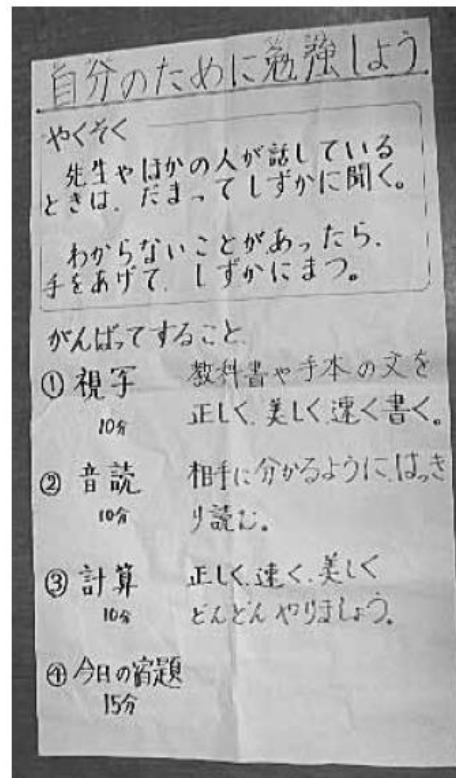 自分のために勉強しよう
やくそく
先生やほかの人が話している
ときは、だまってしずかに聞く。
わからないことがあったら、
手をあげて、しずかにまつ。
がんばってすること
① 視写 教科書や手本の文を
10分 正しく、美しく、速く書く。
② 音読 相手に分かるように、はっき
10分 り読む。
③ 計算 正しく、速く、美しく
10分 どんどんやりましょう。
④ 今日の宿題
15分